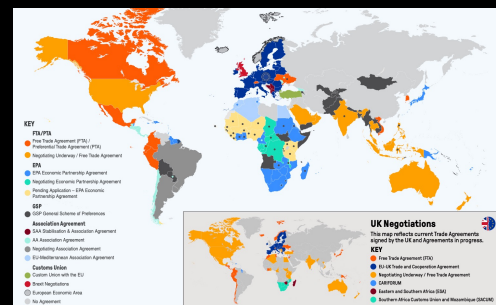 KEY
FTA/PTA
Free Trade Agreement (FTA) /
Preferential Trade Agreement (PTA)
Negotiating Underway / Free Trade Agreement
EPA
EPA Economic Partnership Agreement
Negotiating Economic Partnership Agreement
Pending Application – EPA Economic
Partnership Agreement
GSP
GSP General Scheme of Preferences
Association Agreement
SAA Stabilisation & Association Agreement
AA Association Agreement
Negotiating Association Agreement
EU-Mediterranean Association Agreement
Customs Union
Custom Union with the EU
Brexit Negotiations
European Economic Area
No Agreement
UK Negotiations
This map reflects current Trade Agreements
signed by the UK and Agreements in progress.
KEY
Free Trade Agreement (FTA)
EU-UK Trade and Cooperation Agreement
Negotiating Underway / Free Trade Agreement
CARIFORUM
Eastern and Southern Africa (ESA)
Southern Africa Customs Union and Mozambique (SACUM)